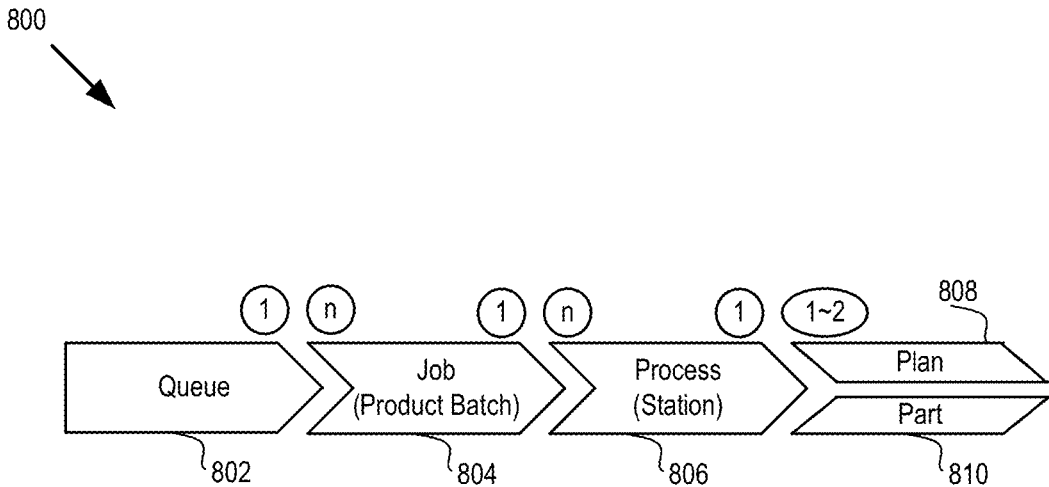 800
1 n 1 n 1 1~2 808
Queue Job (Product Batch) Process (Station) Plan
Part
802 804 806 810